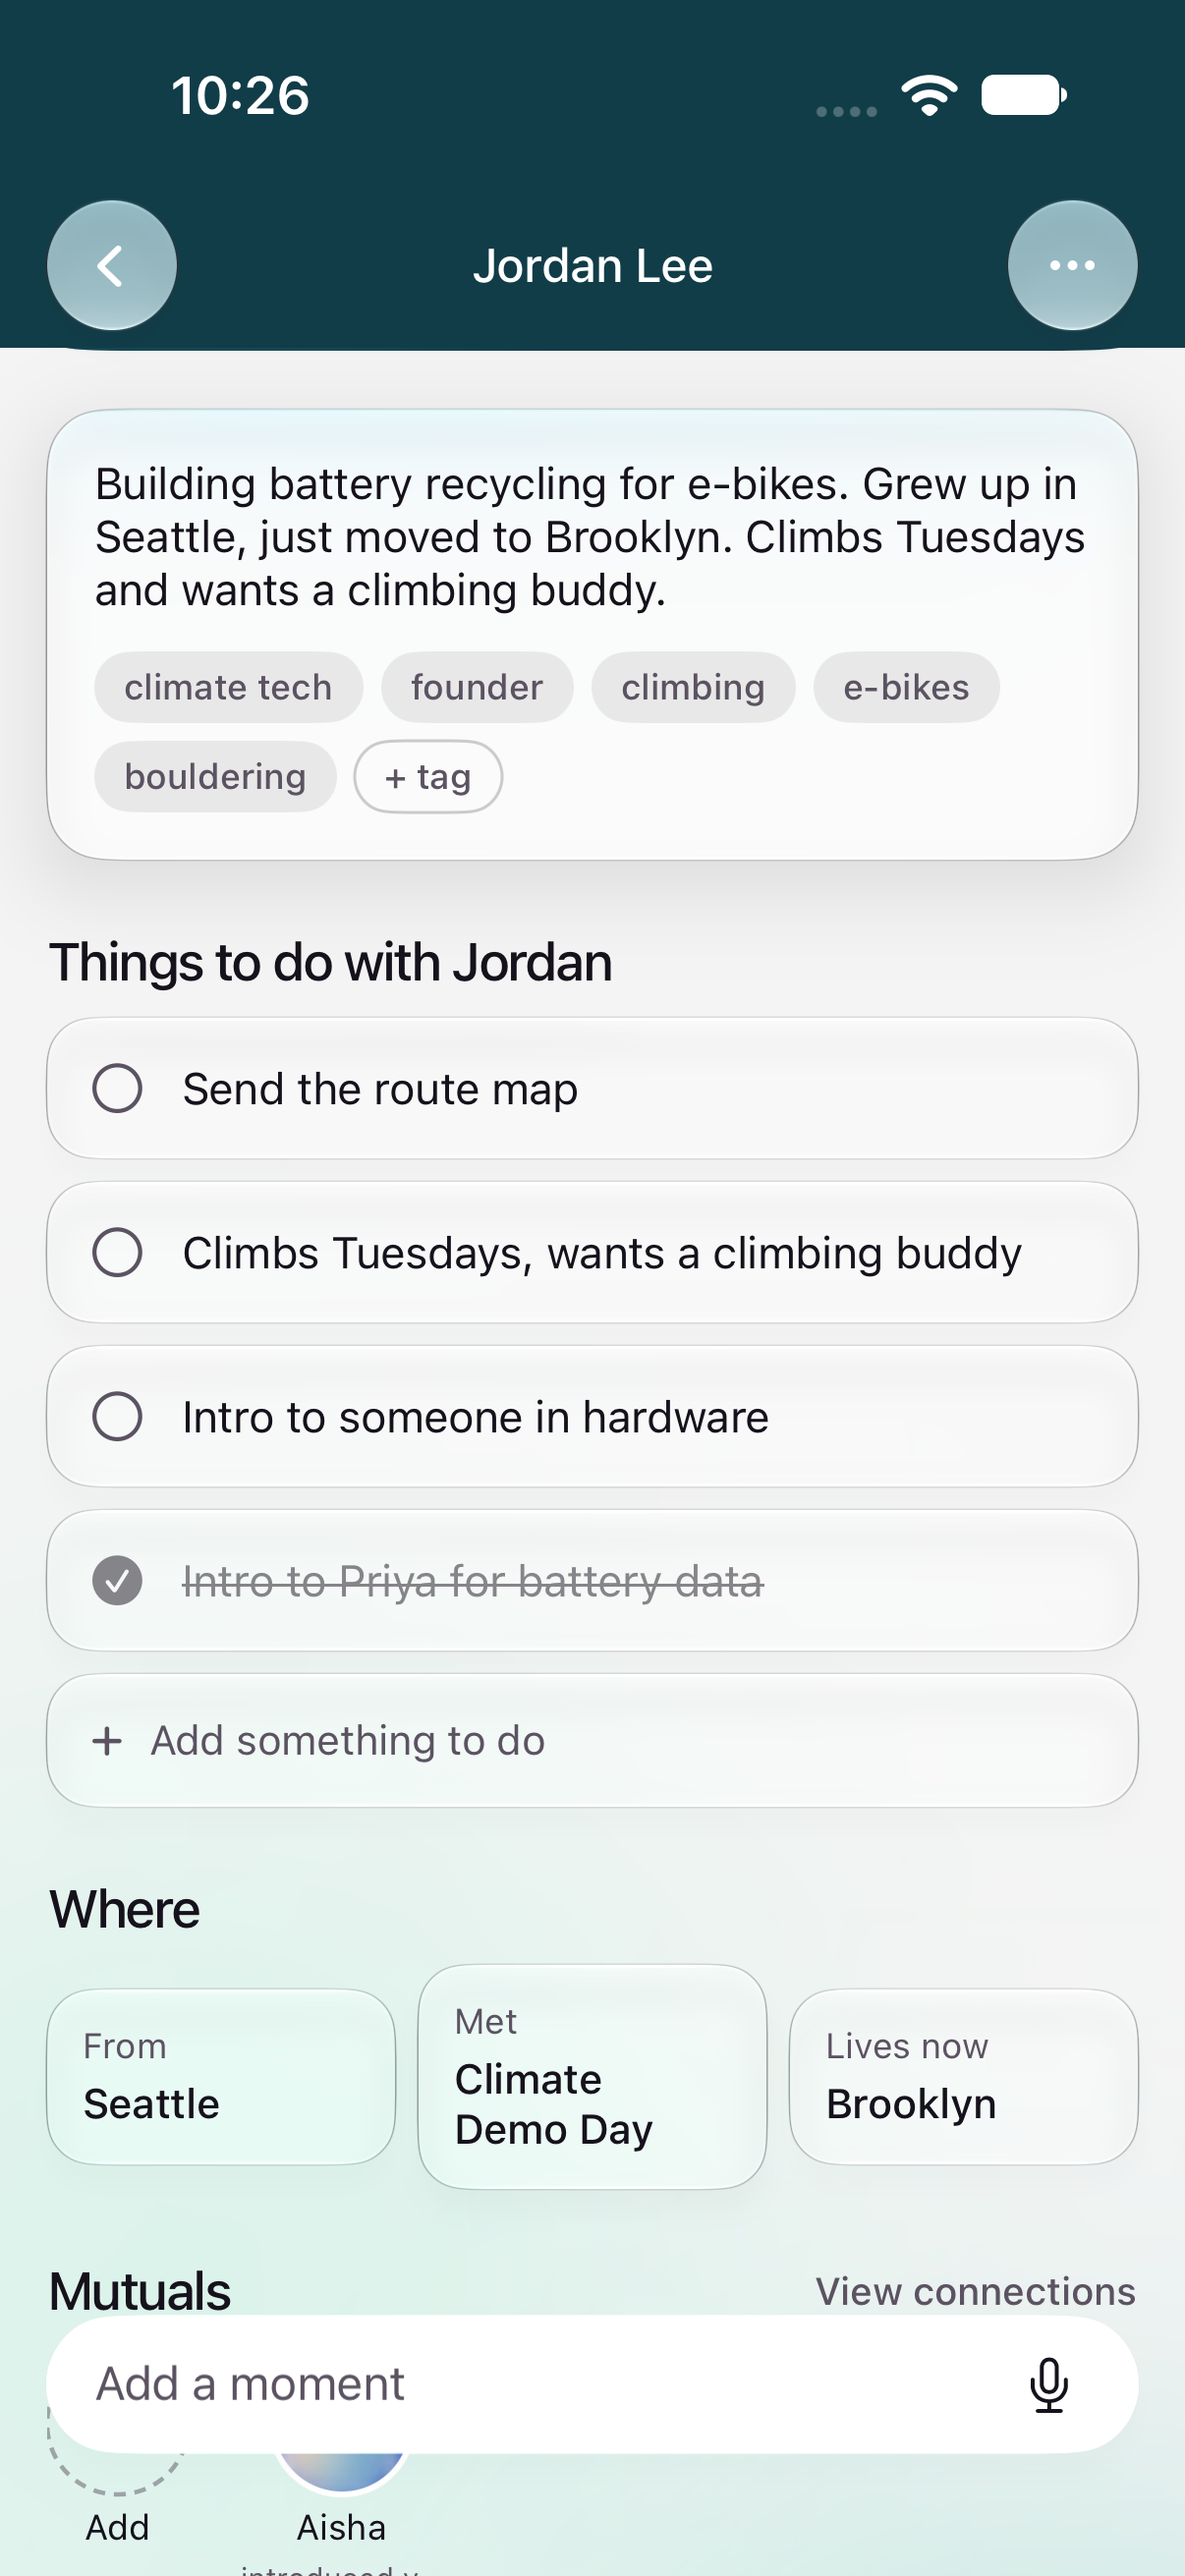 10:26
Jordan Lee
Building battery recycling for e-bikes. Grew up in
Seattle, just moved to Brooklyn. Climbs Tuesdays
and wants a climbing buddy.
climate tech
founder
climbing
e-bikes
bouldering
+ tag
Things to do with Jordan
Send the route map
Climbs Tuesdays, wants a climbing buddy
Intro to someone in hardware
Intro to Priya for battery data
+ Add something to do
Where
From
Seattle
Met
Climate
Demo Day
Lives now
Brooklyn
Mutuals
View connections
Add a moment
Add
Aisha